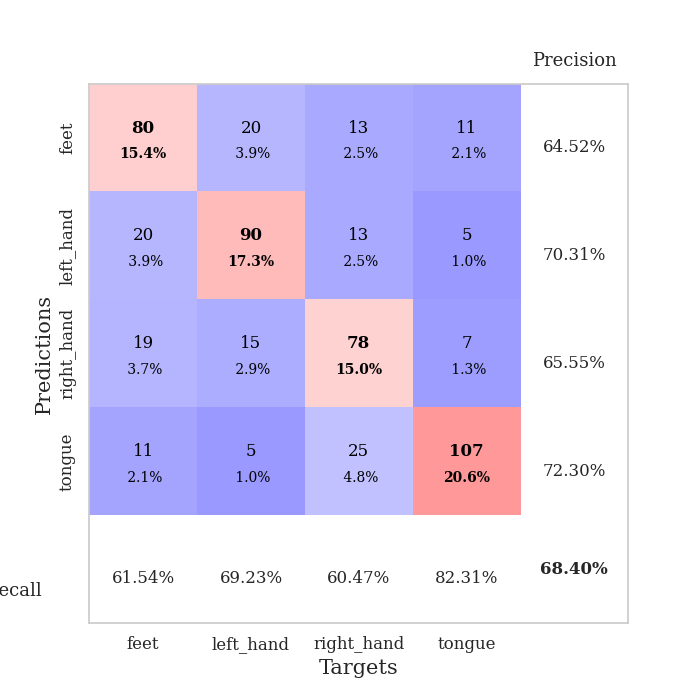 Precision
feet 80 20 13 11 64.52%
15.4% 3.9% 2.5% 2.1%
left_hand 20 90 13 5 70.31%
3.9% 17.3% 2.5% 1.0%
Predictions
right_hand 19 15 78 7 65.55%
3.7% 2.9% 15.0% 1.3%
tongue 11 5 25 107 72.30%
2.1% 1.0% 4.8% 20.6%
ecall 61.54% 69.23% 60.47% 82.31% 68.40%
feet left_hand right_hand tongue
Targets